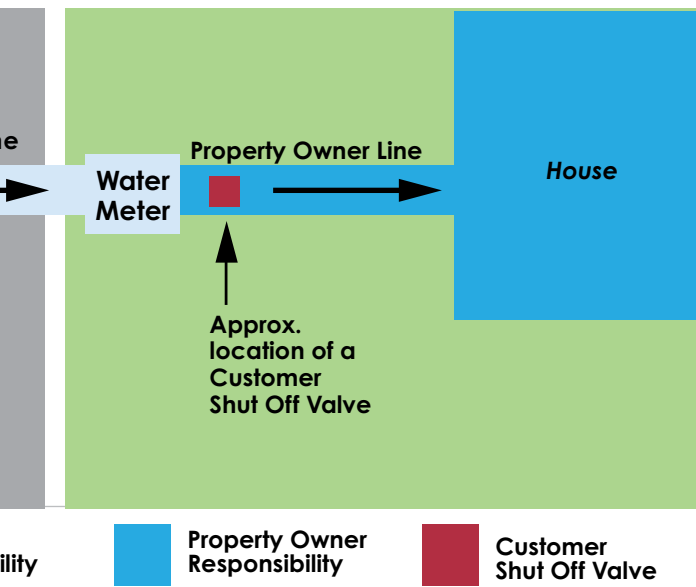 Property Owner Line
House
Water
Meter
Approx.
location of a
Customer
Shut Off Valve
Property Owner
Responsibility
Customer
Shut Off Valve